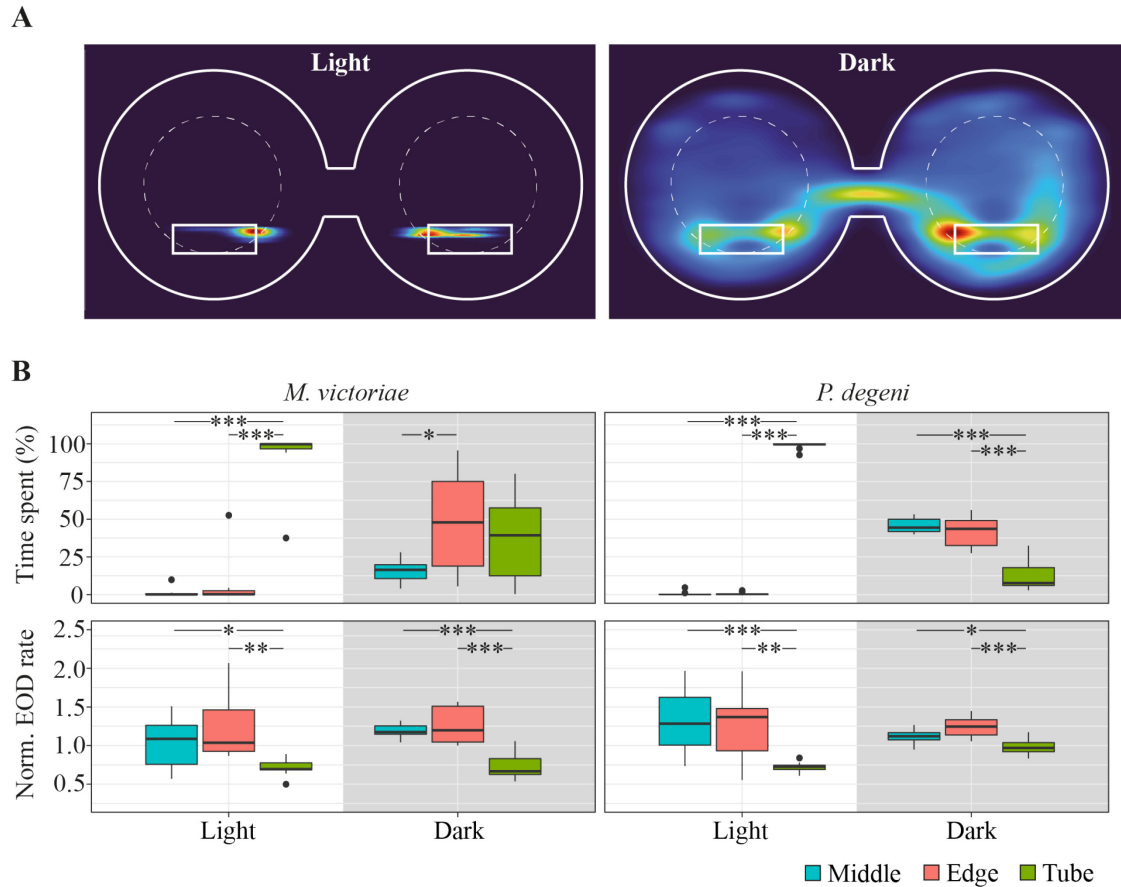 A
Light Dark
B
M. victoriae P. degeni
Time spent (%)
100
75
50
25
0
*** *** * *** *** *** ***
Norm. EOD rate
2.5
2.0
1.5
1.0
0.5
* ** *** *** *** ** * ***
Light Dark Light Dark
Middle Edge Tube